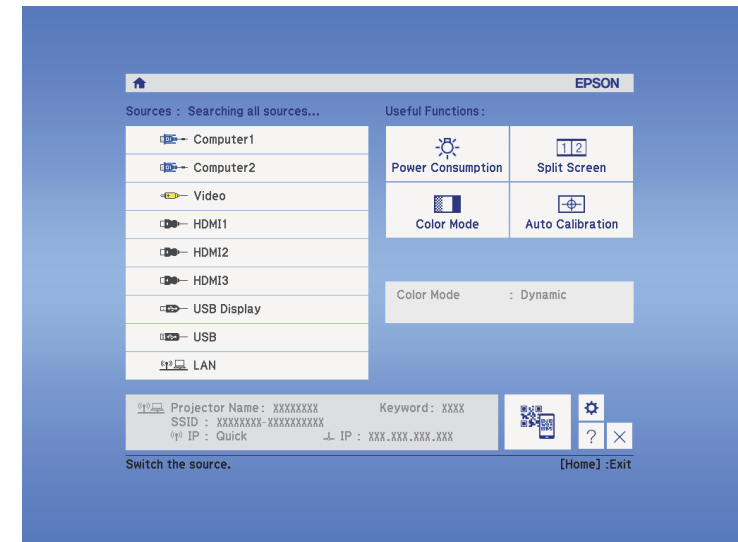 EPSON
Sources : Searching all sources...
Computer1
Computer2
Video
HDMI1
HDMI2
HDMI3
USB Display
USB
LAN
Useful Functions :
Power Consumption
1 2
Split Screen
Color Mode
Auto Calibration
Color Mode : Dynamic
Projector Name : XXXXXXXX Keyword : XXXX
SSID : XXXXXXXX-XXXXXXXXXX
IP : Quick IP : XXX.XXX.XXX.XXX
?
Switch the source. [Home] :Exit